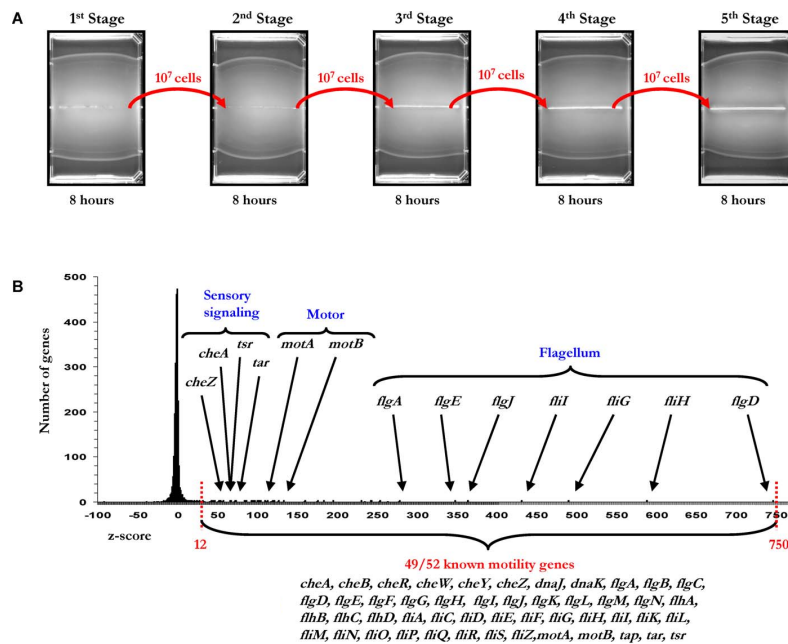 A
1st Stage
2nd Stage
3rd Stage
4th Stage
5th Stage
10⁷ cells
10⁷ cells
10⁷ cells
10⁷ cells
8 hours
8 hours
8 hours
8 hours
8 hours
B
Number of genes
500
400
300
200
100
0
Sensory signaling
Motor
Flagellum
cheZ
cheA
tsr
tar
motA
motB
flgA
flgE
flgJ
fliI
fliG
fliH
flgD
-100 -50 0 50 100 150 200 250 300 350 400 450 500 550 600 650 700 750
z-score
12
750
49/52 known motility genes
cheA, cheB, cheR, cheW, cheY, cheZ, dnaJ, dnaK, flgA, flgB, flgC,
flgD, flgE, flgF, flgG, flgH, flgI, flgJ, flgK, flgL, flgM, flgN, flhA,
flhB, flhC, flhD, fliA, fliC, fliD, fliE, fliF, fliG, fliH, fliI, fliK, fliL,
fliM, fliN, fliO, fliP, fliQ, fliR, fliS, fliZ,motA, motB, tap, tar, tsr